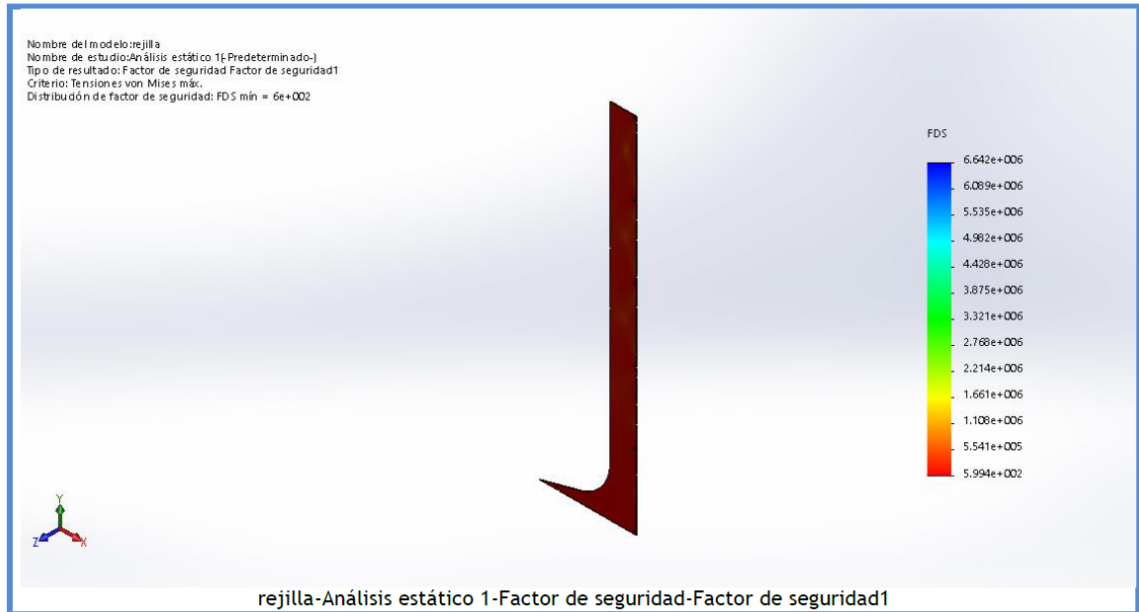 Nombre del modelo:rejilla
Nombre de estudio:Análisis estático 1(-Predeterminado-)
Tipo de resultado: Factor de seguridad Factor de seguridad1
Criterio: Tensiones von Mises máx.
Distribución de factor de seguridad: FDS mín = 6e+002
FDS
6.642e+006
6.089e+006
5.535e+006
4.982e+006
4.428e+006
3.875e+006
3.321e+006
2.768e+006
2.214e+006
1.661e+006
1.108e+006
5.541e+005
5.994e+002
Y
Z
X
rejilla-Análisis estático 1-Factor de seguridad-Factor de seguridad1